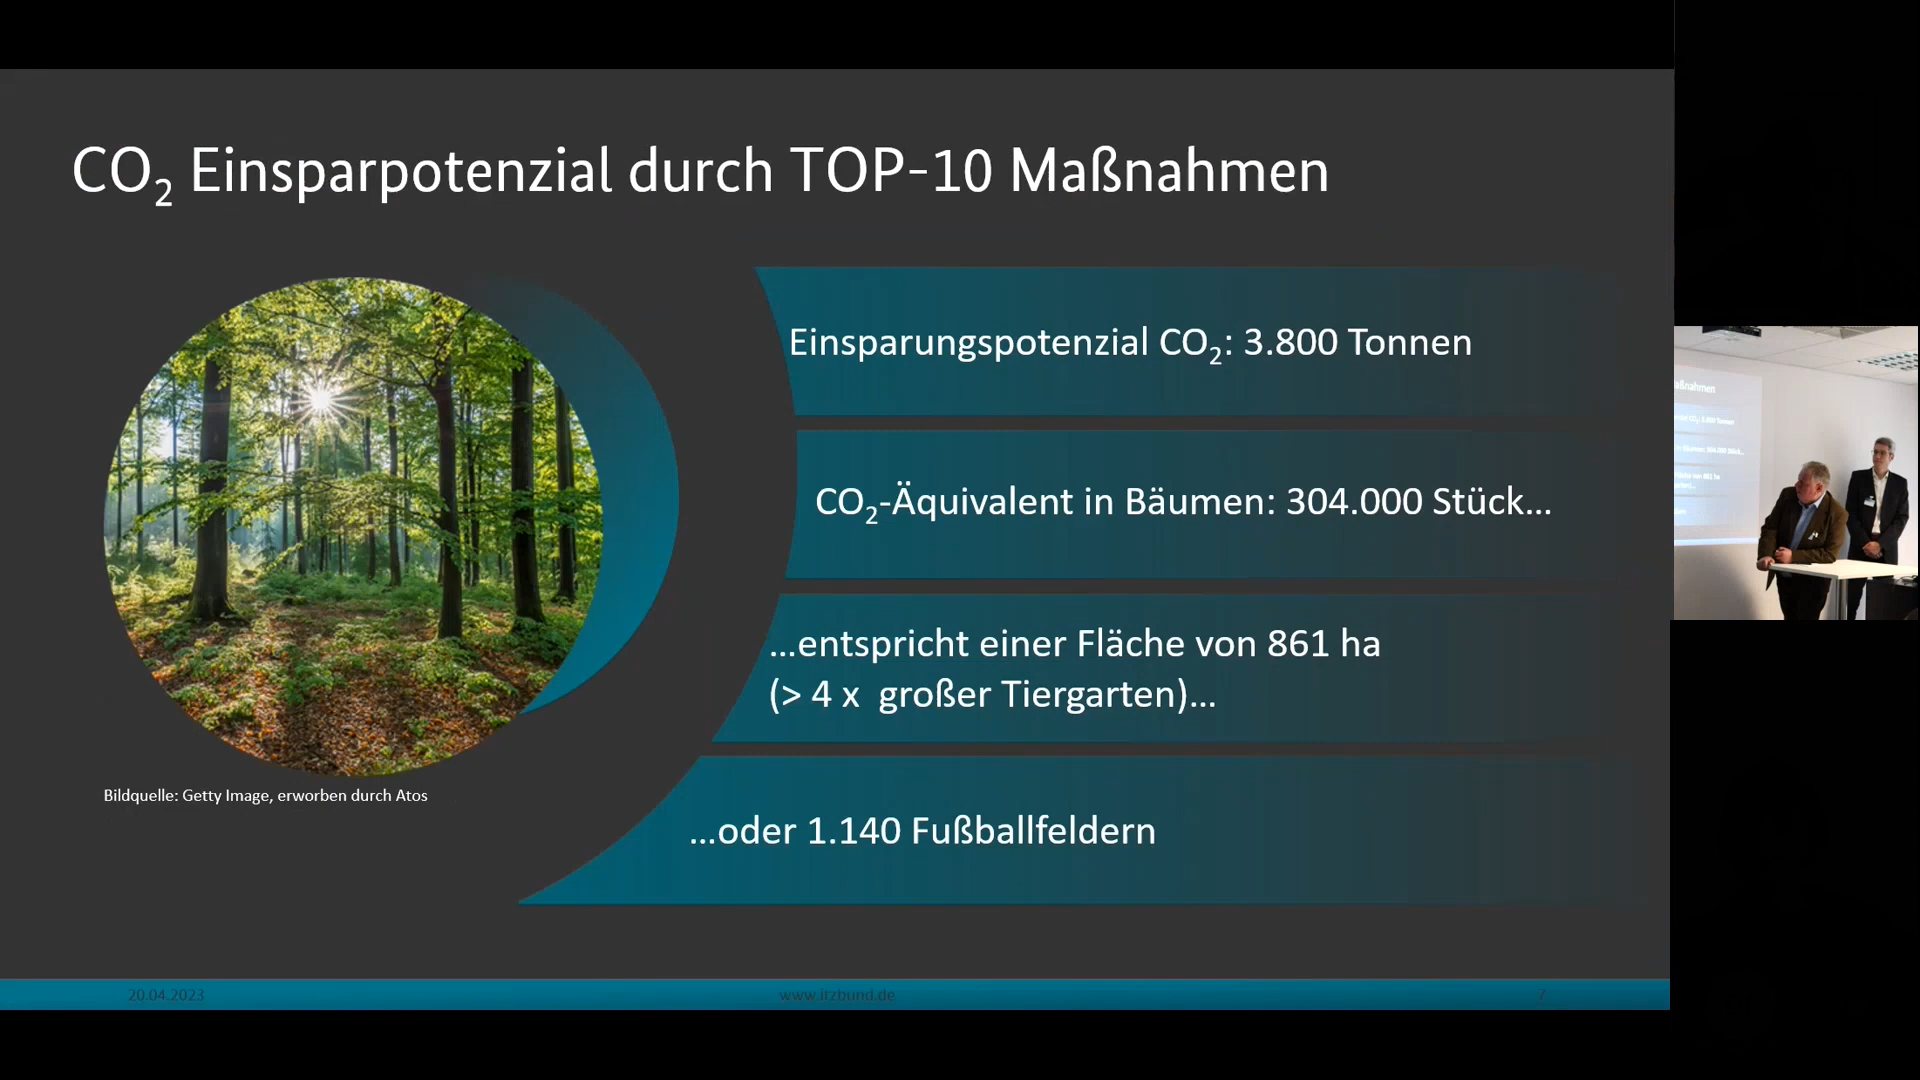 CO₂ Einsparpotenzial durch TOP-10 Maßnahmen
Einsparungspotenzial CO₂: 3.800 Tonnen
CO₂-Äquivalent in Bäumen: 304.000 Stück...
...entspricht einer Fläche von 861 ha
(> 4 x großer Tiergarten)...
...oder 1.140 Fußballfeldern
Bildquelle: Getty Image, erworben durch Atos
20.04.2023
www.itzbund.de
7